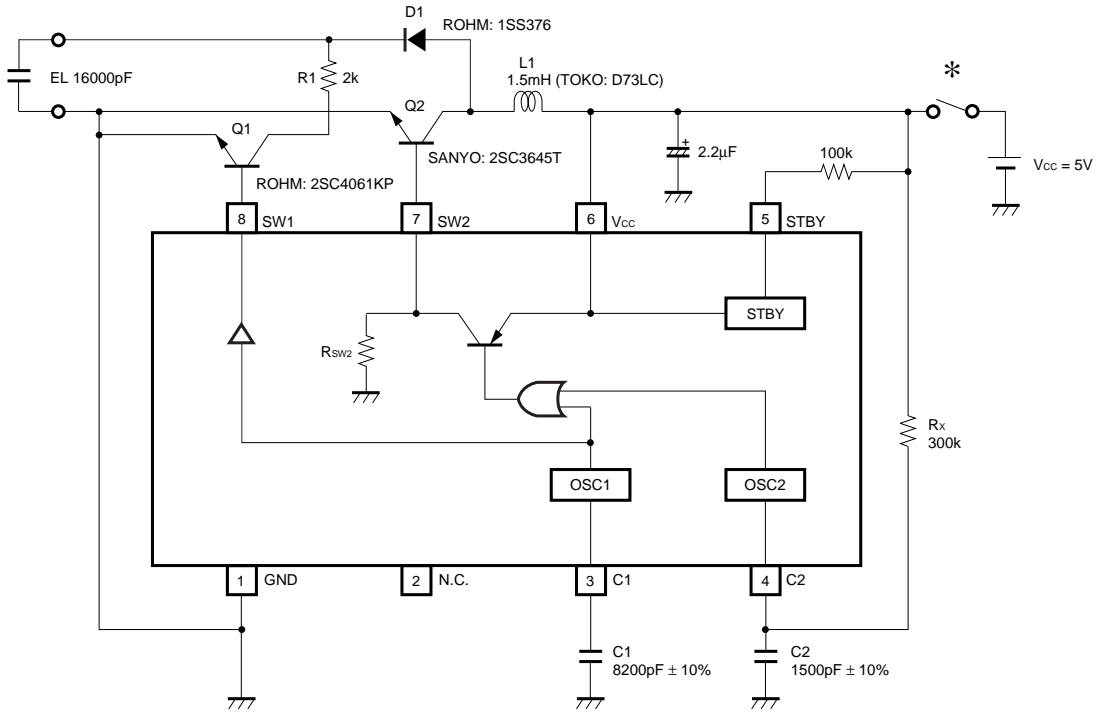 D1
ROHM: 1SS376
EL 16000pF
R1
2k
L1
1.5mH (TOKO: D73LC)
*
Q2
Q1
SANYO: 2SC3645T
ROHM: 2SC4061KP
+
2.2µF
100k
VCC = 5V
8
SW1
7
SW2
6
VCC
5
STBY
STBY
RSW2
RX
300k
OSC1
OSC2
1
GND
2
N.C.
3
C1
4
C2
C1
8200pF ± 10%
C2
1500pF ± 10%